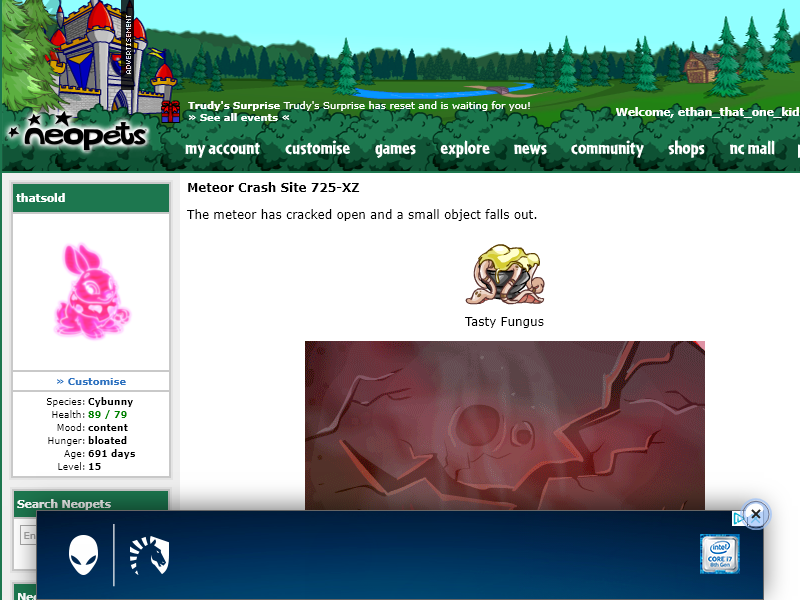 ADVERTISEMENT
Trudy's Surprise Trudy's Surprise has reset and is waiting for you!
» See all events «
Welcome, ethan_that_one_kid
neopets
my account customise games explore news community shops nc mall
thatsold
Meteor Crash Site 725-XZ
The meteor has cracked open and a small object falls out.
Tasty Fungus
» Customise
Species: Cybunny
Health: 89 / 79
Mood: content
Hunger: bloated
Age: 691 days
Level: 15
Search Neopets
En
intel
CORE i7
8th Gen